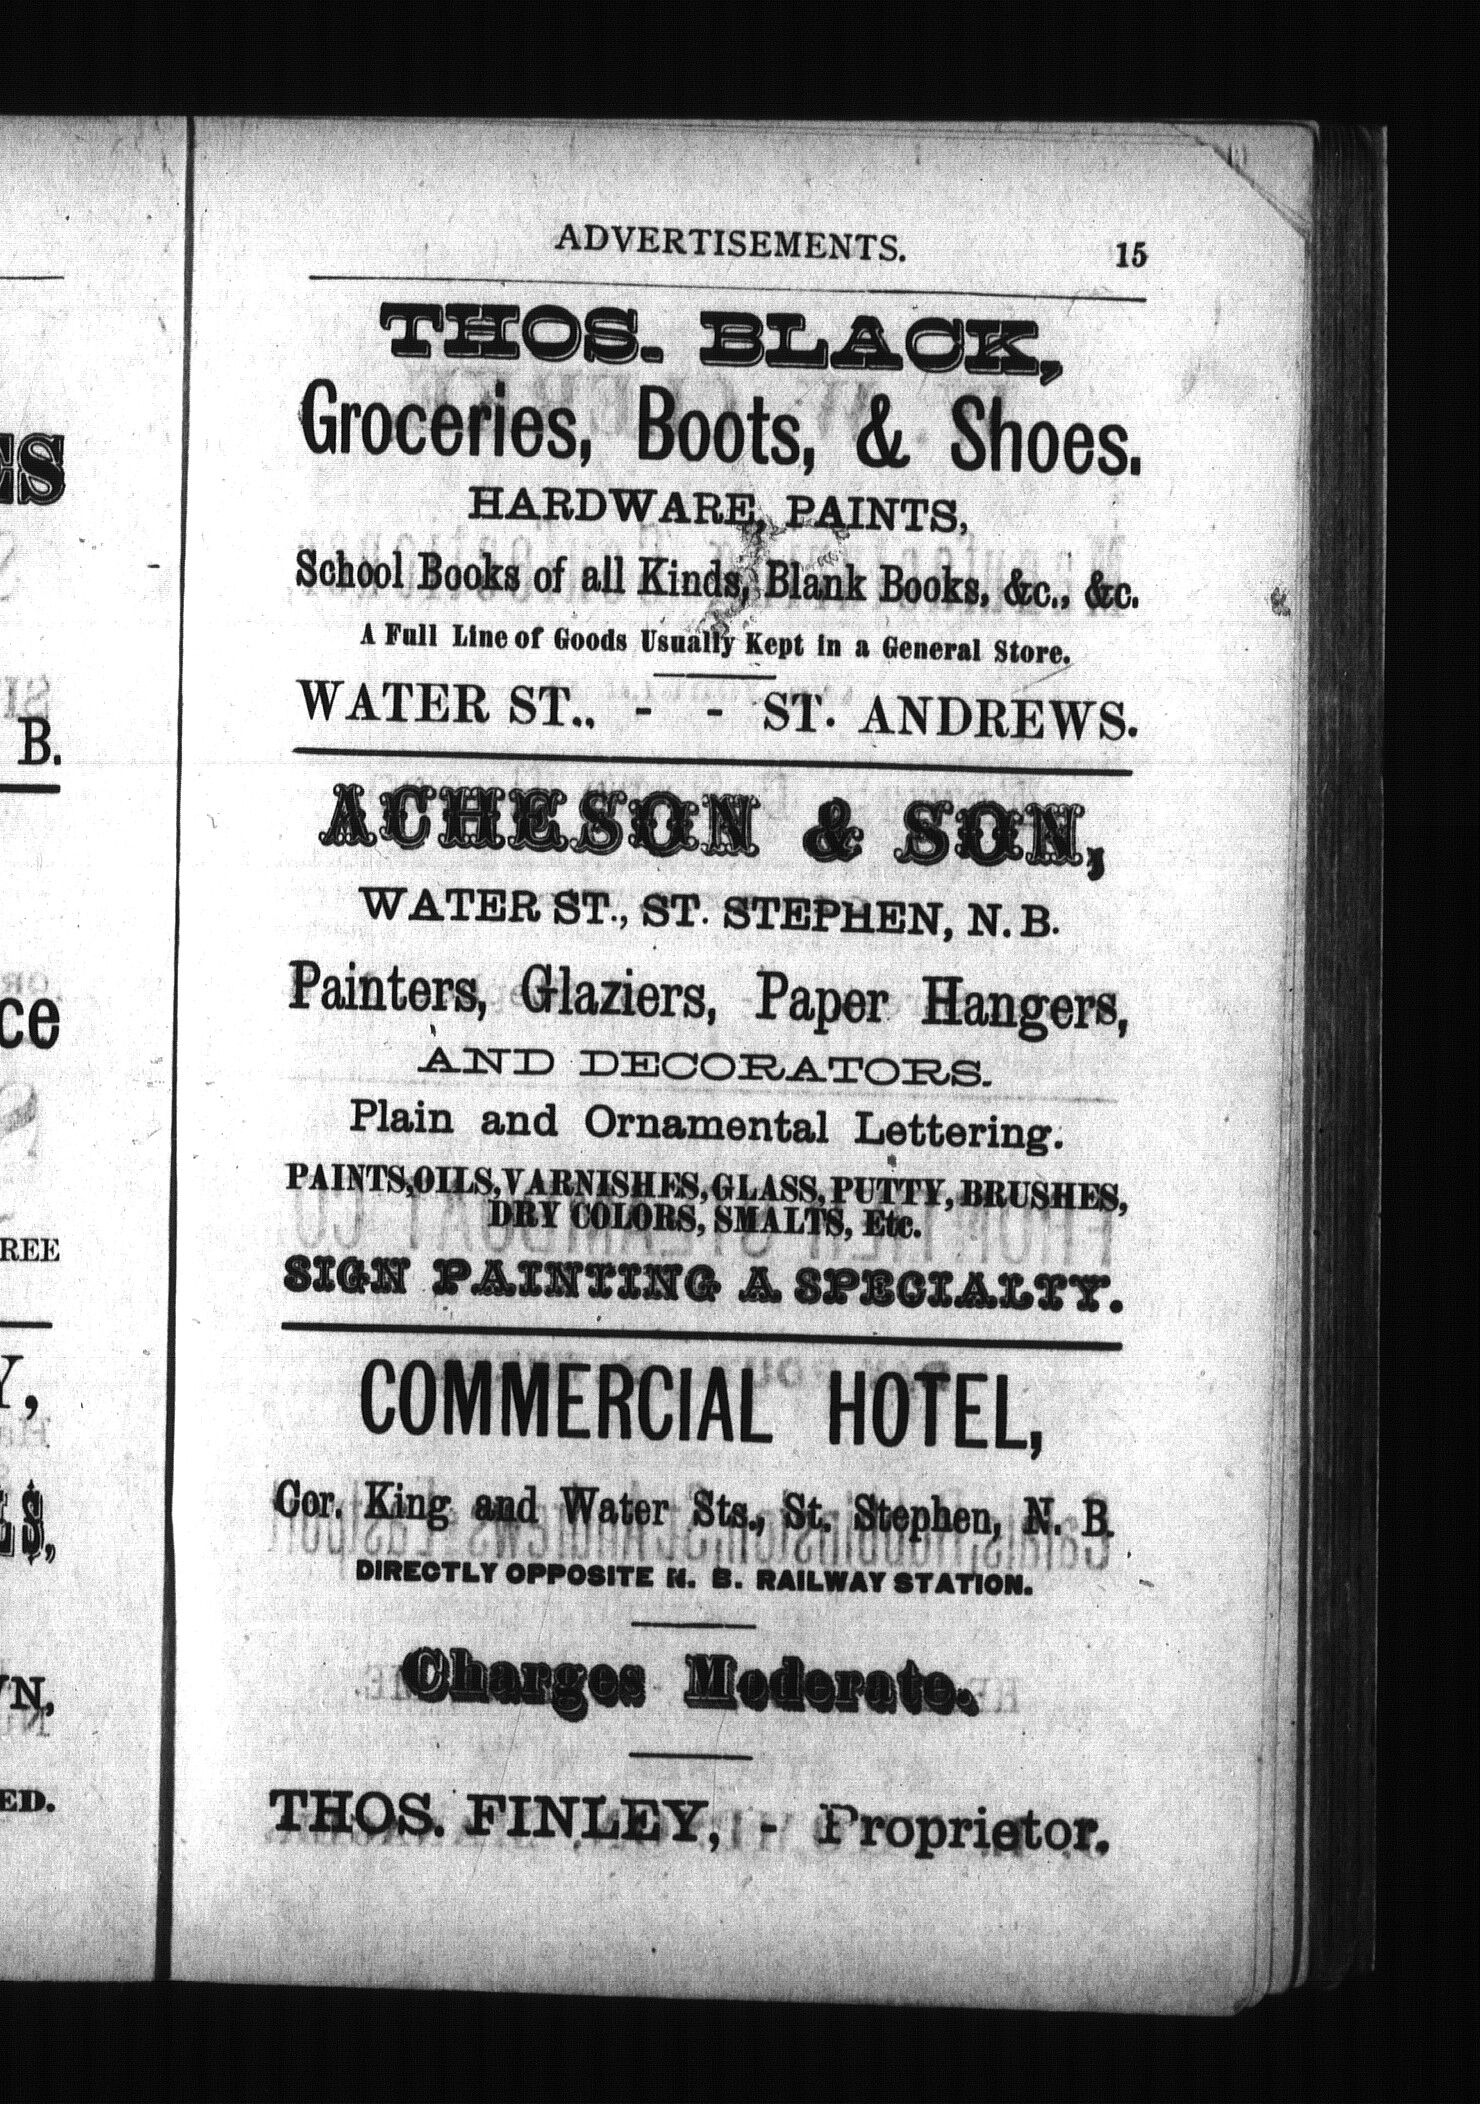 ADVERTISEMENTS. 15
THOS. BLACK,
Groceries, Boots, & Shoes.
HARDWARE, PAINTS,
School Books of all Kinds, Blank Books, &c., &c.
A Full Line of Goods Usually Kept in a General Store.
WATER ST., - - ST. ANDREWS.
ACHESON & SON,
WATER ST., ST. STEPHEN, N. B.
Painters, Glaziers, Paper Hangers,
AND DECORATORS.
Plain and Ornamental Lettering.
PAINTS, OILS, VARNISHES, GLASS, PUTTY, BRUSHES,
DRY COLORS, SMALTS, Etc.
SIGN PAINTING A SPECIALTY.
COMMERCIAL HOTEL,
Cor. King and Water Sts., St. Stephen, N. B.
DIRECTLY OPPOSITE N. B. RAILWAY STATION.
Charges Moderate.
THOS. FINLEY, - Proprietor.